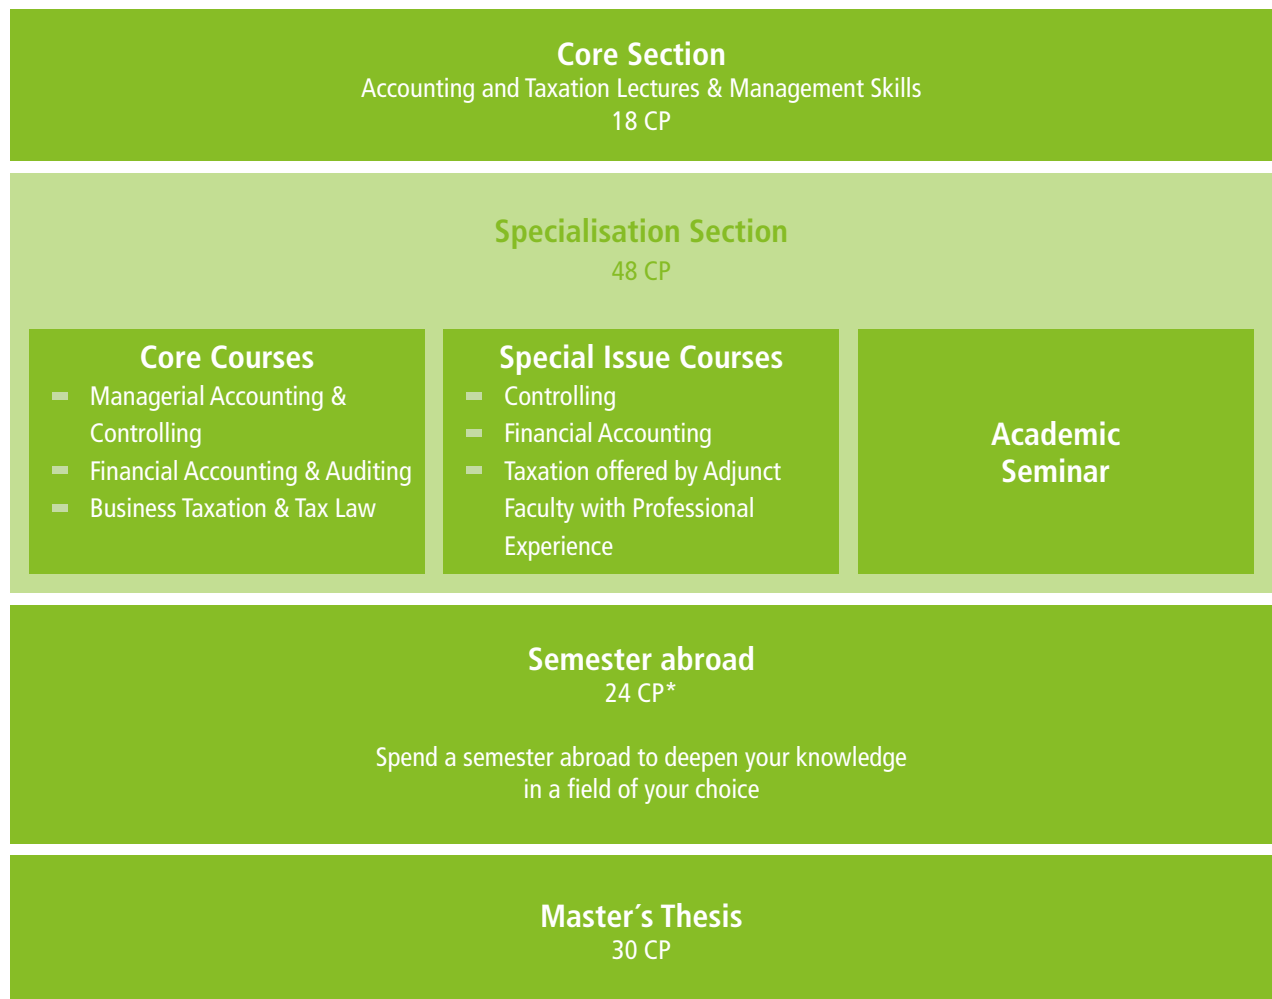 Core Section
Accounting and Taxation Lectures & Management Skills
18 CP
Specialisation Section
48 CP
Core Courses
Managerial Accounting &
Controlling
Financial Accounting & Auditing
Business Taxation & Tax Law
Special Issue Courses
Controlling
Financial Accounting
Taxation offered by Adjunct
Faculty with Professional
Experience
Academic
Seminar
Semester abroad
24 CP*
Spend a semester abroad to deepen your knowledge
in a field of your choice
Master´s Thesis
30 CP